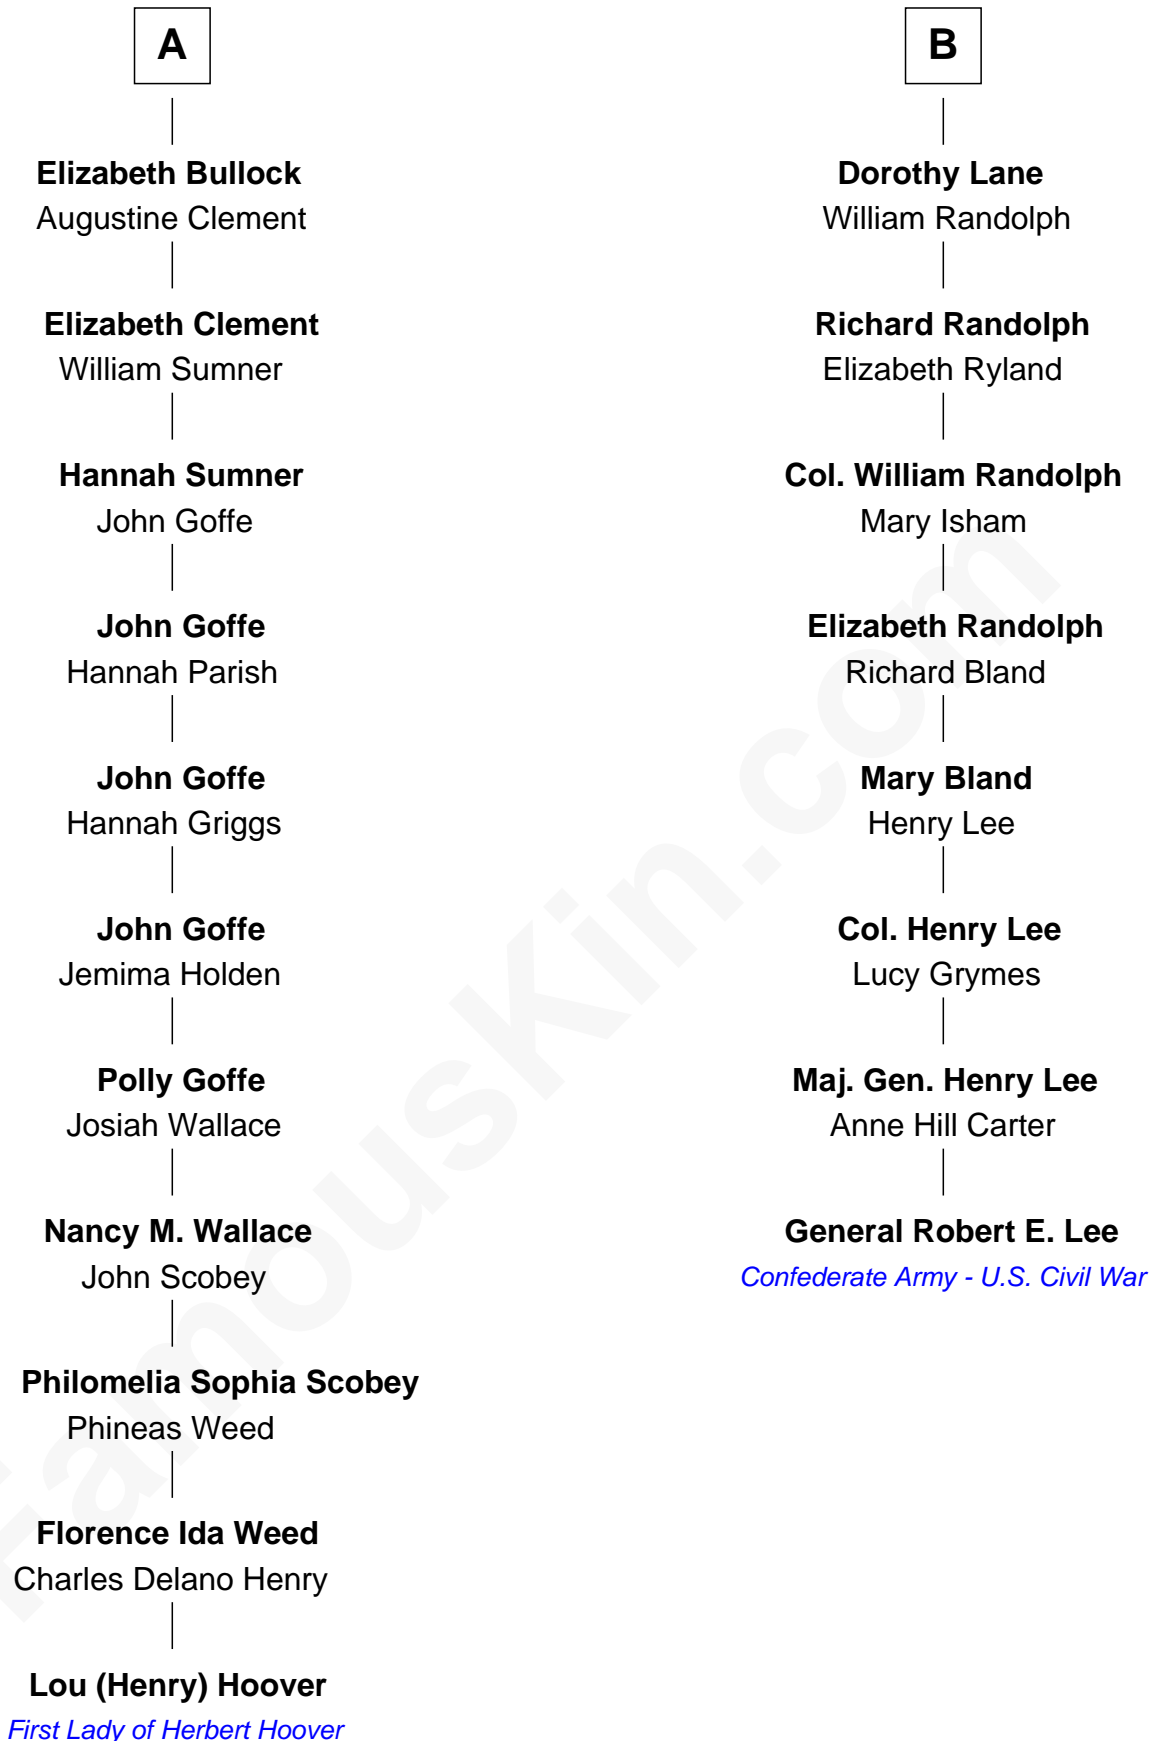 A
Elizabeth Bullock
Augustine Clement
Elizabeth Clement
William Sumner
Hannah Sumner
John Goffe
John Goffe
Hannah Parish
John Goffe
Hannah Griggs
John Goffe
Jemima Holden
Polly Goffe
Josiah Wallace
Nancy M. Wallace
John Scobey
Philomelia Sophia Scobey
Phineas Weed
Florence Ida Weed
Charles Delano Henry
Lou (Henry) Hoover
First Lady of Herbert Hoover
B
Dorothy Lane
William Randolph
Richard Randolph
Elizabeth Ryland
Col. William Randolph
Mary Isham
Elizabeth Randolph
Richard Bland
Mary Bland
Henry Lee
Col. Henry Lee
Lucy Grymes
Maj. Gen. Henry Lee
Anne Hill Carter
General Robert E. Lee
Confederate Army - U.S. Civil War
FamousKin.com